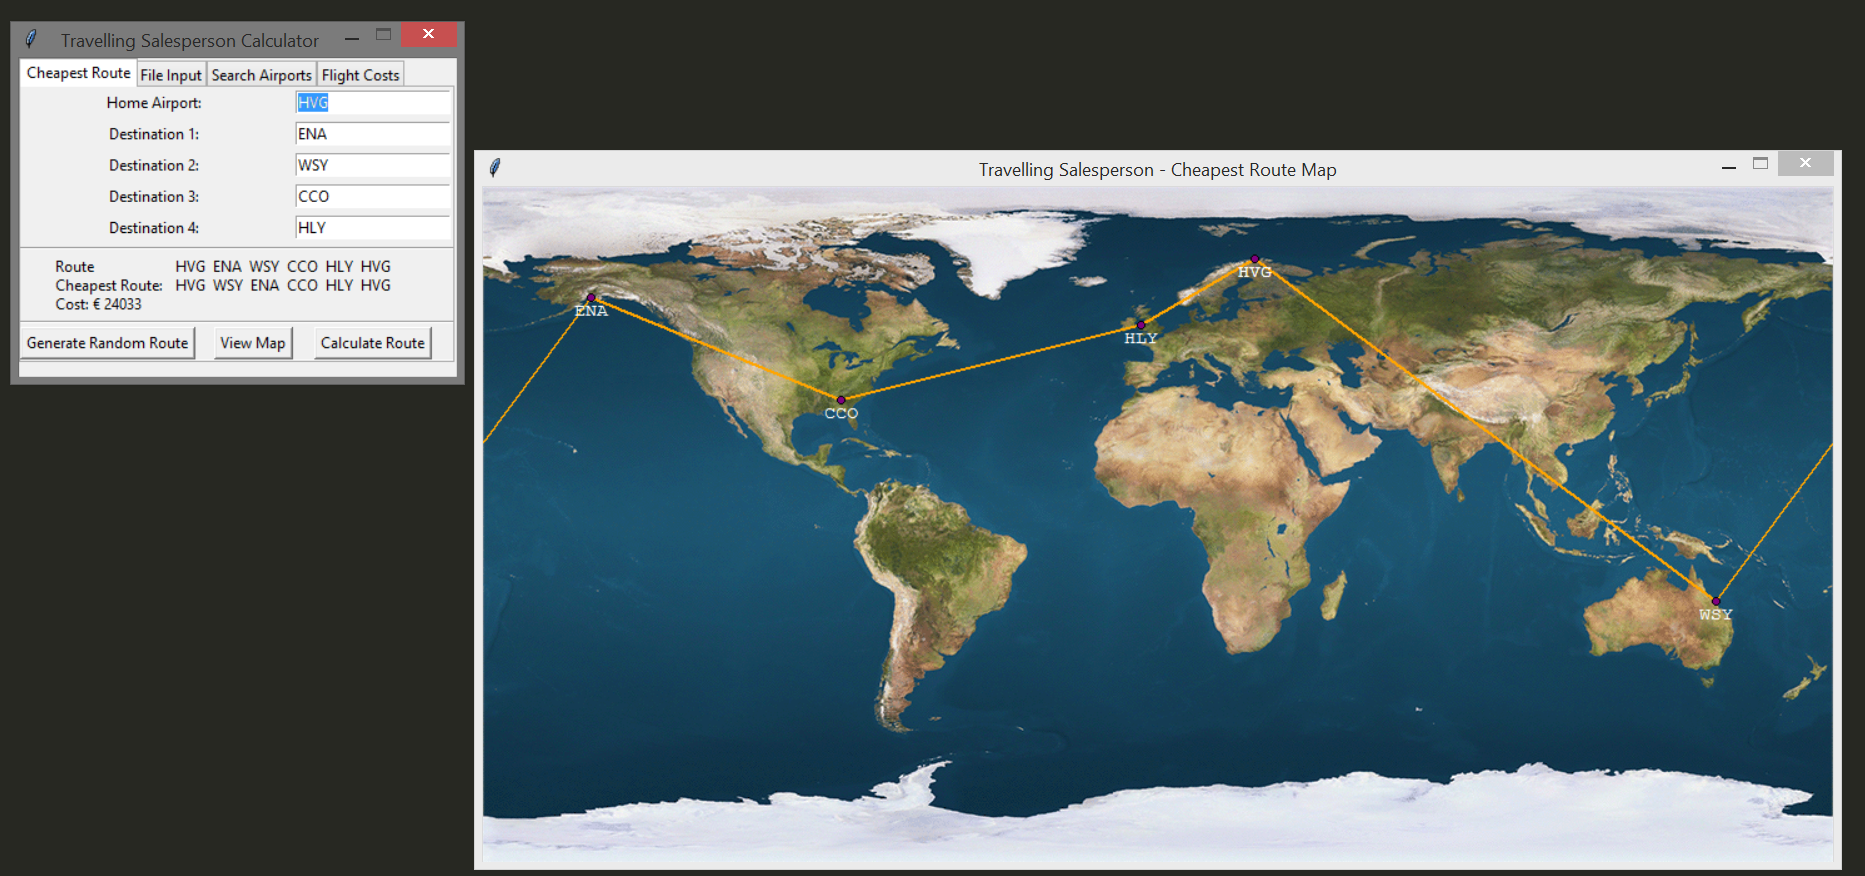 Travelling Salesperson Calculator
Cheapest Route File Input Search Airports Flight Costs
Home Airport: HVG
Destination 1: ENA
Destination 2: WSY
Destination 3: CCO
Destination 4: HLY
Route HVG ENA WSY CCO HLY HVG
Cheapest Route: HVG WSY ENA CCO HLY HVG
Cost: € 24033
Generate Random Route View Map Calculate Route
Travelling Salesperson - Cheapest Route Map
HVG
ENA
HLY
CCO
WSY